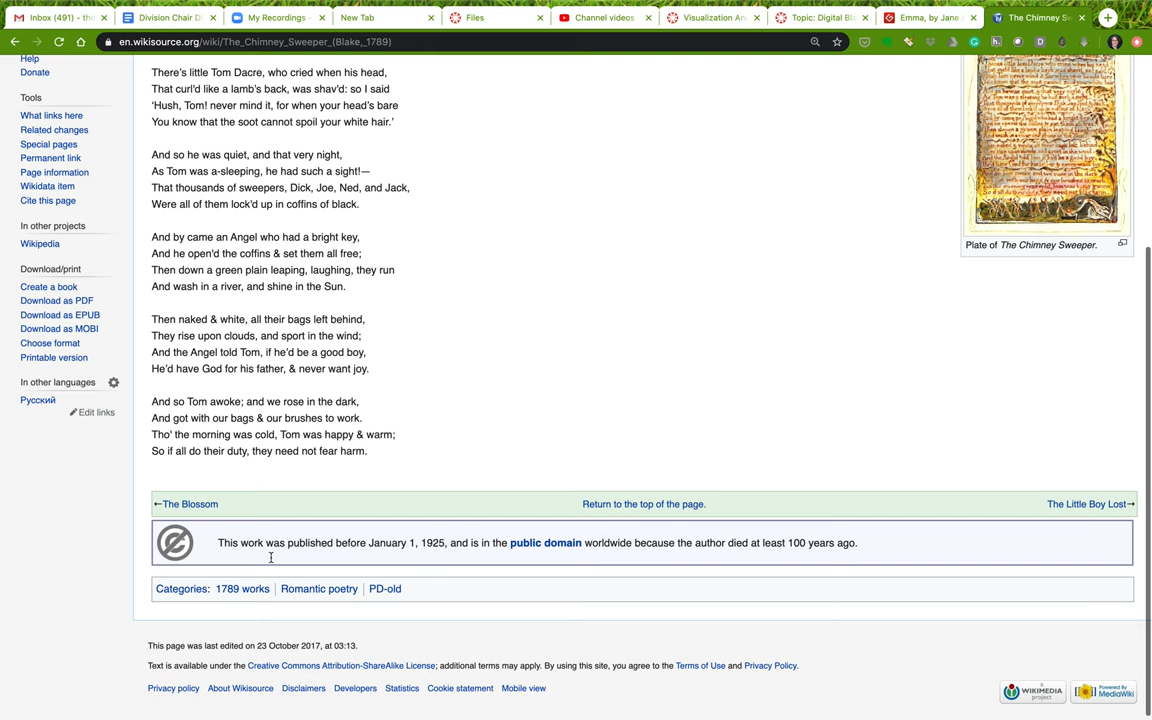 Inbox (491) - tho
Division Chair Di
My Recordings -
New Tab
Files
Channel videos
Visualization An
Topic: Digital Bl
Emma, by Jane A
The Chimney Sw
en.wikisource.org/wiki/The_Chimney_Sweeper_(Blake,_1789)
Help
Donate
Tools
What links here
Related changes
Special pages
Permanent link
Page information
Wikidata item
Cite this page
In other projects
Wikipedia
Download/print
Create a book
Download as PDF
Download as EPUB
Download as MOBI
Choose format
Printable version
In other languages
Русский
Edit links
There's little Tom Dacre, who cried when his head,
That curl'd like a lamb's back, was shav'd: so I said
‘Hush, Tom! never mind it, for when your head's bare
You know that the soot cannot spoil your white hair.’
And so he was quiet, and that very night,
As Tom was a-sleeping, he had such a sight!—
That thousands of sweepers, Dick, Joe, Ned, and Jack,
Were all of them lock'd up in coffins of black.
And by came an Angel who had a bright key,
And he open'd the coffins & set them all free;
Then down a green plain leaping, laughing, they run
And wash in a river, and shine in the Sun.
Then naked & white, all their bags left behind,
They rise upon clouds, and sport in the wind;
And the Angel told Tom, if he'd be a good boy,
He'd have God for his father, & never want joy.
And so Tom awoke; and we rose in the dark,
And got with our bags & our brushes to work.
Tho' the morning was cold, Tom was happy & warm;
So if all do their duty, they need not fear harm.
Plate of The Chimney Sweeper.
←The Blossom
Return to the top of the page.
The Little Boy Lost→
This work was published before January 1, 1925, and is in the public domain worldwide because the author died at least 100 years ago.
Categories: 1789 works | Romantic poetry | PD-old
This page was last edited on 23 October 2017, at 03:13.
Text is available under the Creative Commons Attribution-ShareAlike License; additional terms may apply. By using this site, you agree to the Terms of Use and Privacy Policy.
Privacy policy
About Wikisource
Disclaimers
Developers
Statistics
Cookie statement
Mobile view
A WIKIMEDIA project
Powered By MediaWiki